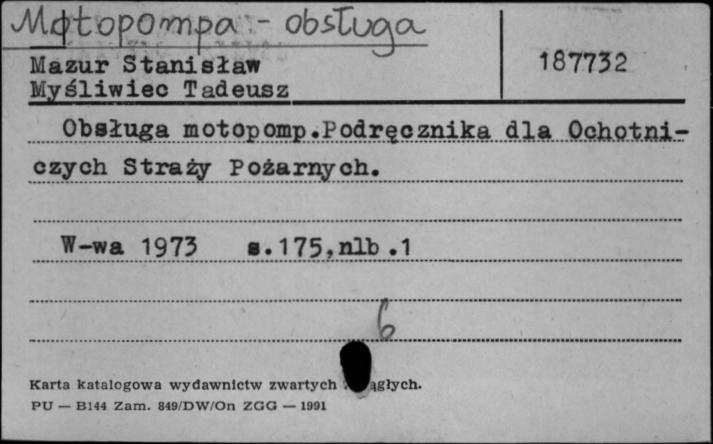 Motopompa - obsługa
Mazur Stanisław
187732
Myśliwiec Tadeusz
Obsługa motopomp.Podręcznika dla Ochotni-
czych Straży Pożarnych.
W-wa 1973 s.175,nlb.1
6
Karta katalogowa wydawnictw zwartych
PU — B144 Zam. 849/DW/On ZGG — 1991